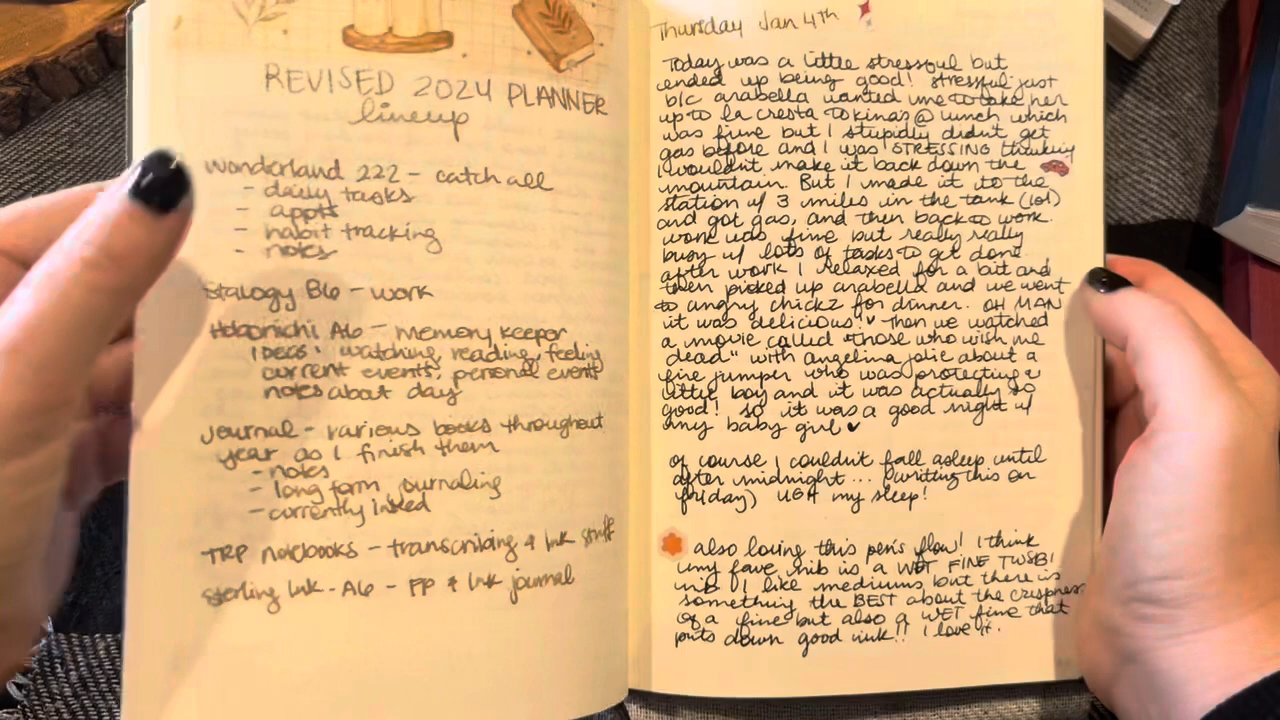 REVISED 2024 PLANNER
lineup
wonderland 222 - catch all
- daily tasks
- appts
- habit tracking
- notes
Stalogy B6 - work
Hobonichi A6 - memory keeper
Ideas: watching, reading, feeling
current events, personal events
notes about day
Journal - various books throughout
year as I finish them
- notes
- long form journaling
- currently inked
TRP notebooks - transcribing & ink stuff
Sterling Ink - A6 - FP & Ink journal
Thursday Jan 4th
Today was a little stressful but
ended up being good! stressful just
b/c arabella wanted me to take her
up to la cresta to kina's @ lunch which
was fine but I stupidly didn't get
gas before and I was STRESSING thinking
I wouldn't make it back down the
mountain. But I made it to the
station w/ 3 miles in the tank (lol)
and got gas, and then back to work.
work was fine but really really
busy w/ lots of tasks to get done.
after work I relaxed for a bit and
then picked up arabella and we went
to angry chickz for dinner. OH MAN
it was delicious! ♥ Then we watched
a movie called "those who wish me
dead" with angelina jolie about a
fire jumper who was protecting a
little boy and it was actually so
good! so it was a good night w/
my baby girl ♥
of course I couldn't fall asleep until
after midnight... (writing this on
friday) UGH my sleep!
also loving this pen's flow! I think
my fave nib is a WET FINE TWSBI
nib! I like mediums but there is
something the BEST about the crispness
of a fine but also a WET fine that
puts down good ink!! I love it.